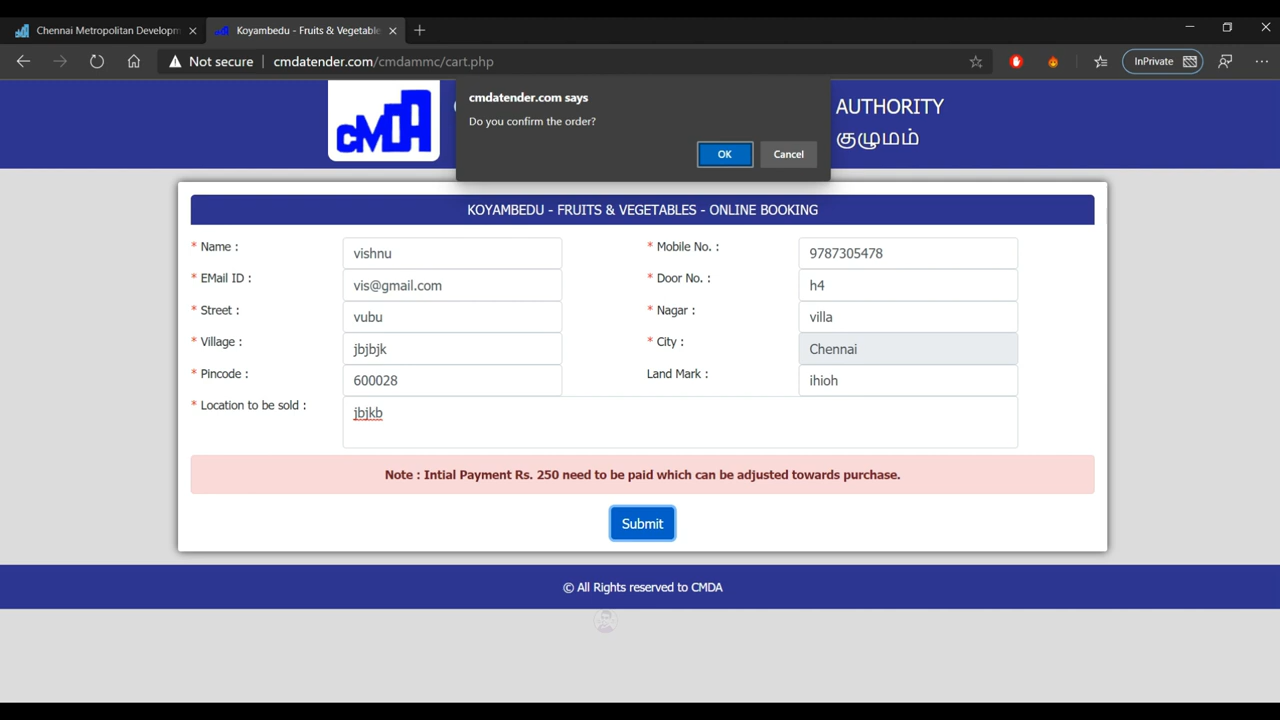 Chennai Metropolitan Developm
Koyambedu - Fruits & Vegetable
Not secure
cmdatender.com/cmdammc/cart.php
InPrivate
cmdatender.com says
Do you confirm the order?
OK
Cancel
CMDA
AUTHORITY
குழுமம்
KOYAMBEDU - FRUITS & VEGETABLES - ONLINE BOOKING
* Name : vishnu * Mobile No. : 9787305478
* EMail ID : vis@gmail.com * Door No. : h4
* Street : vubu * Nagar : villa
* Village : jbjbjk * City : Chennai
* Pincode : 600028 Land Mark : ihioh
* Location to be sold : jbjkb
Note : Intial Payment Rs. 250 need to be paid which can be adjusted towards purchase.
Submit
© All Rights reserved to CMDA